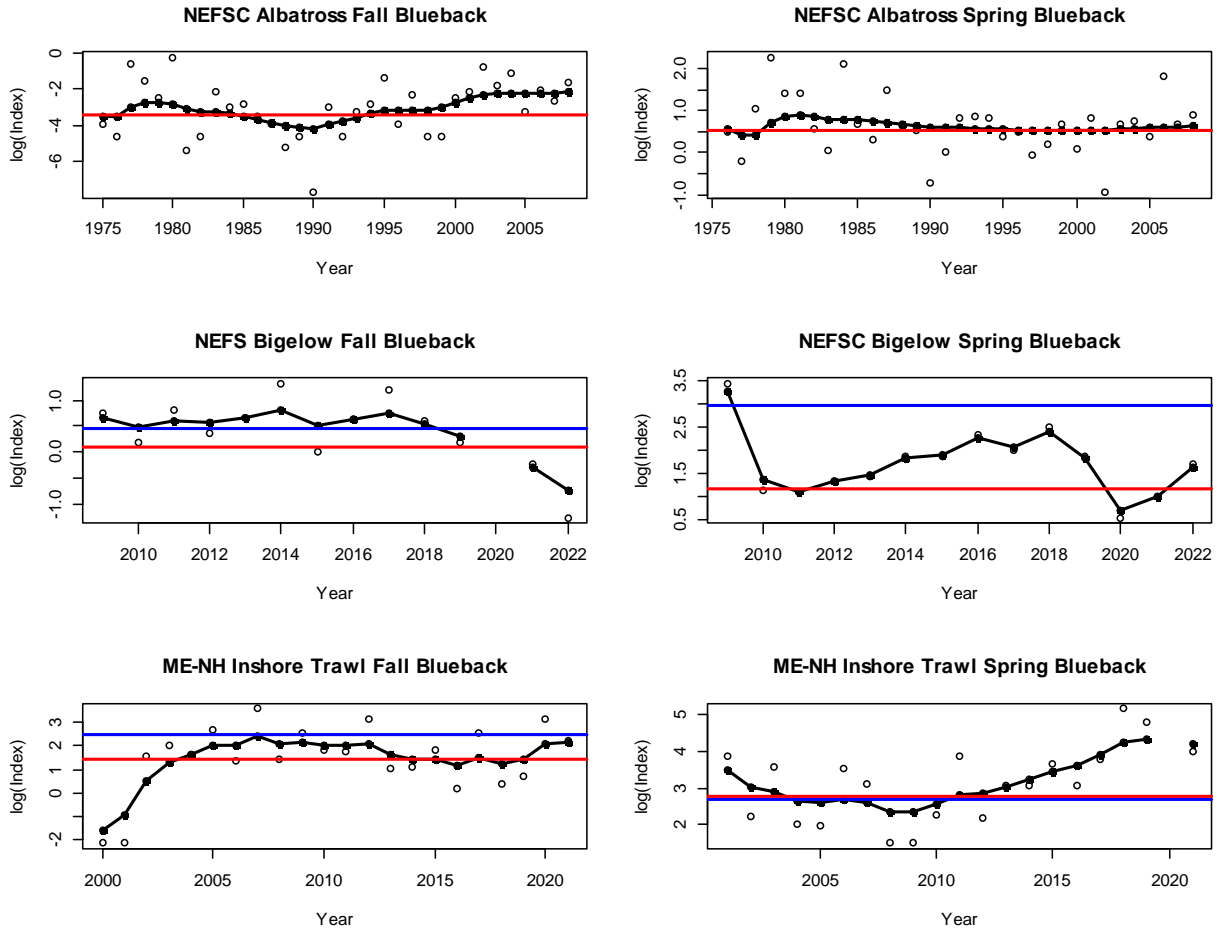 NEFSC Albatross Fall Blueback
log(Index)
0
-2
-4
-6
1975 1980 1985 1990 1995 2000 2005
Year
NEFSC Albatross Spring Blueback
log(Index)
2.0
1.0
0.0
-1.0
1975 1980 1985 1990 1995 2000 2005
Year
NEFS Bigelow Fall Blueback
log(Index)
1.0
0.0
-1.0
2010 2012 2014 2016 2018 2020 2022
Year
NEFSC Bigelow Spring Blueback
log(Index)
3.5
2.5
1.5
0.5
2010 2012 2014 2016 2018 2020 2022
Year
ME-NH Inshore Trawl Fall Blueback
log(Index)
3
2
1
0
-2
2000 2005 2010 2015 2020
Year
ME-NH Inshore Trawl Spring Blueback
log(Index)
5
4
3
2
2005 2010 2015 2020
Year